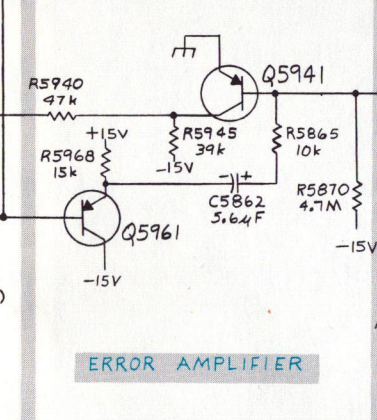 Q5941
R5940
47k
+15V
R5945
39k
R5865
10k
R5968
15k
-15V
- +
C5862
5.6µF
R5870
4.7M
-15V
Q5961
-15V
ERROR AMPLIFIER